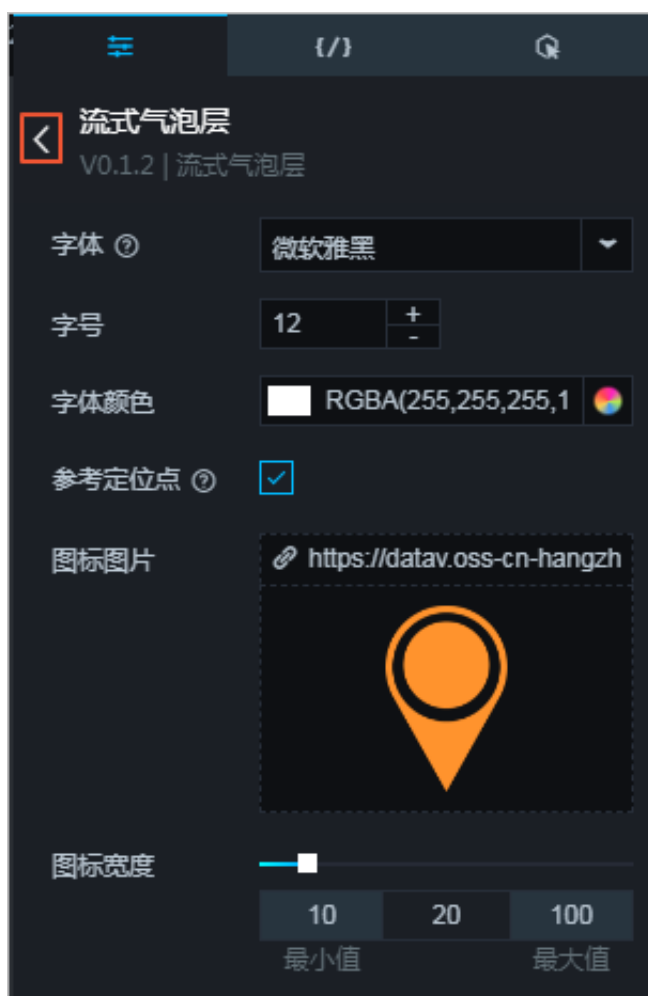 {/}
流式气泡层
V0.1.2 | 流式气泡层
字体 ?
微软雅黑
字号
12
+
-
字体颜色
RGBA(255,255,255,1
参考定位点 ?
图标图片
https://datav.oss-cn-hangzh
图标宽度
10 20 100
最小值 最大值